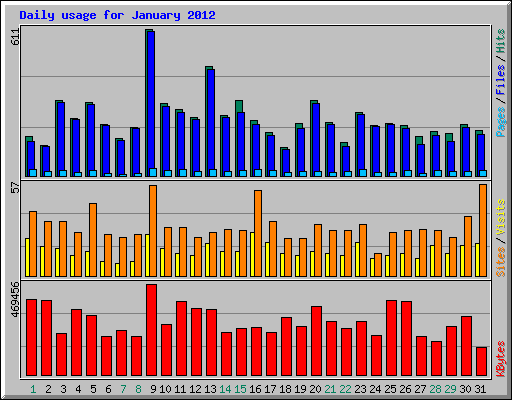 Daily usage for January 2012
611
Pages / Files / Hits
57
Sites / Visits
469456
KBytes
1 2 3 4 5 6 7 8 9 10 11 12 13 14 15 16 17 18 19 20 21 22 23 24 25 26 27 28 29 30 31